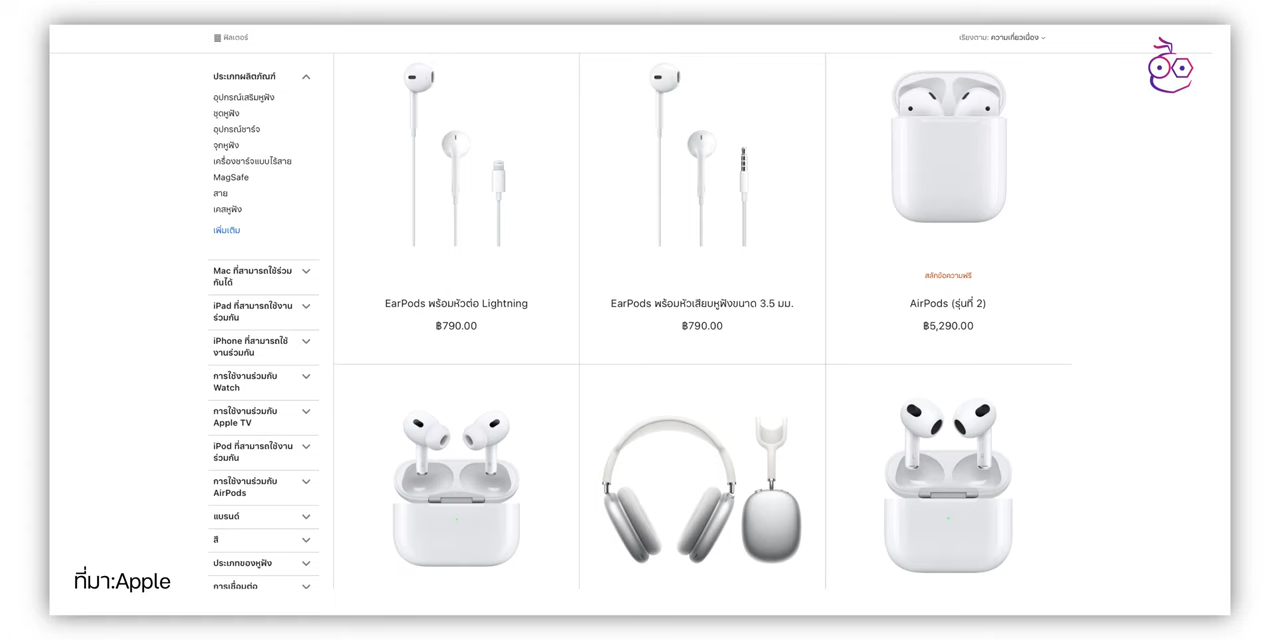 ฟิลเตอร์
เรียงตาม: ความเกี่ยวเนื่อง
ประเภทผลิตภัณฑ์
อุปกรณ์เสริมหูฟัง
ชุดหูฟัง
อุปกรณ์ชาร์จ
จุกหูฟัง
เครื่องชาร์จแบบไร้สาย
MagSafe
สาย
เคสหูฟัง
เพิ่มเติม
Mac ที่สามารถใช้ร่วม
กันได้
iPad ที่สามารถใช้งาน
ร่วมกัน
iPhone ที่สามารถใช้
งานร่วมกัน
การใช้งานร่วมกับ
Watch
การใช้งานร่วมกับ
Apple TV
iPod ที่สามารถใช้งาน
ร่วมกัน
การใช้งานร่วมกับ
AirPods
แบรนด์
สี
ประเภทของหูฟัง
การเชื่อมต่อ
EarPods พร้อมหัวต่อ Lightning
฿790.00
EarPods พร้อมหัวเสียบหูฟังขนาด 3.5 มม.
฿790.00
สลักข้อความฟรี
AirPods (รุ่นที่ 2)
฿5,290.00
ที่มา:Apple